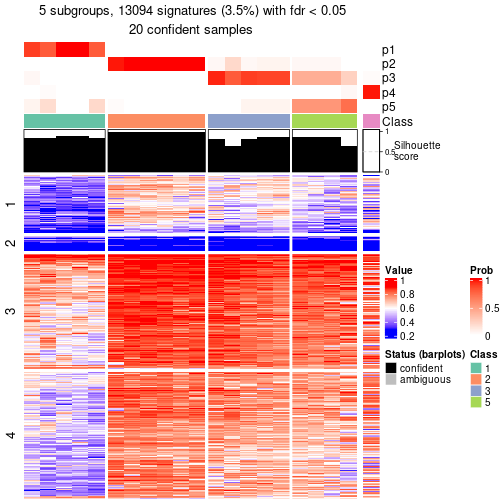 5 subgroups, 13094 signatures (3.5%) with fdr < 0.05
20 confident samples
p1
p2
p3
p4
p5
Class
1
0.5
0
Silhouette
score
1
2
3
4
Value
1
0.8
0.6
0.4
0.2
Prob
1
0.5
0
Status (barplots)
confident
ambiguous
Class
1
2
3
5